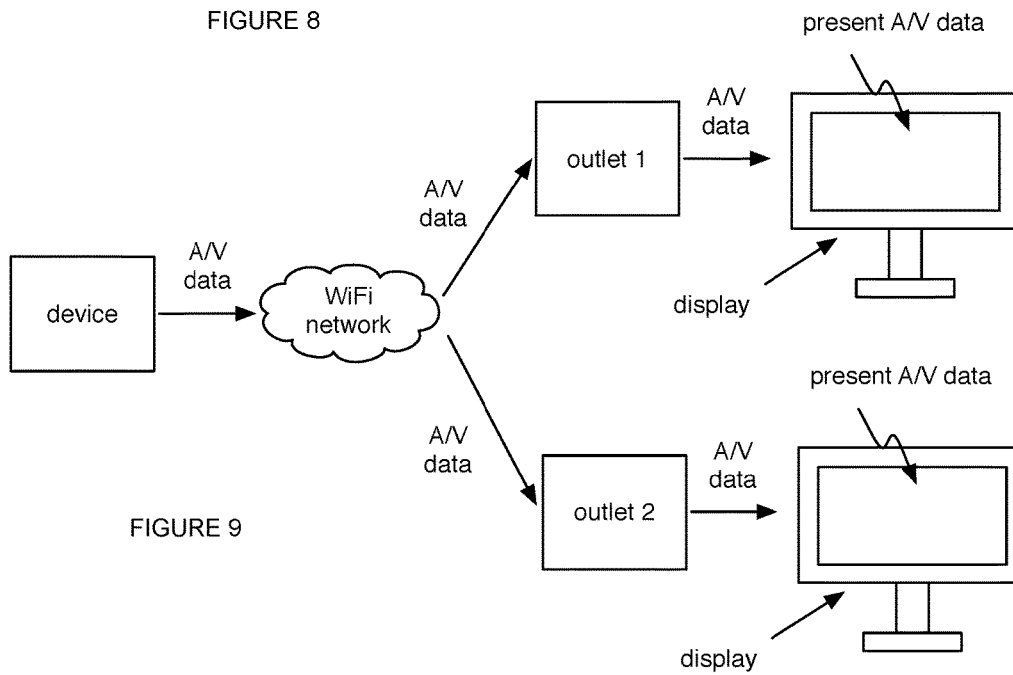 FIGURE 8
present A/V data
A/V
data
outlet 1
A/V
data
A/V
data
device
WiFi
network
display
present A/V data
A/V
data
A/V
data
outlet 2
FIGURE 9
display